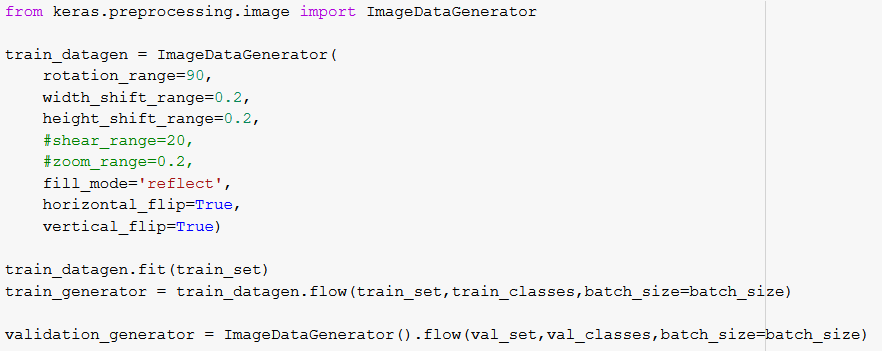 from keras.preprocessing.image import ImageDataGenerator
train_datagen = ImageDataGenerator(
    rotation_range=90,
    width_shift_range=0.2,
    height_shift_range=0.2,
    #shear_range=20,
    #zoom_range=0.2,
    fill_mode='reflect',
    horizontal_flip=True,
    vertical_flip=True)
train_datagen.fit(train_set)
train_generator = train_datagen.flow(train_set,train_classes,batch_size=batch_size)
validation_generator = ImageDataGenerator().flow(val_set,val_classes,batch_size=batch_size)